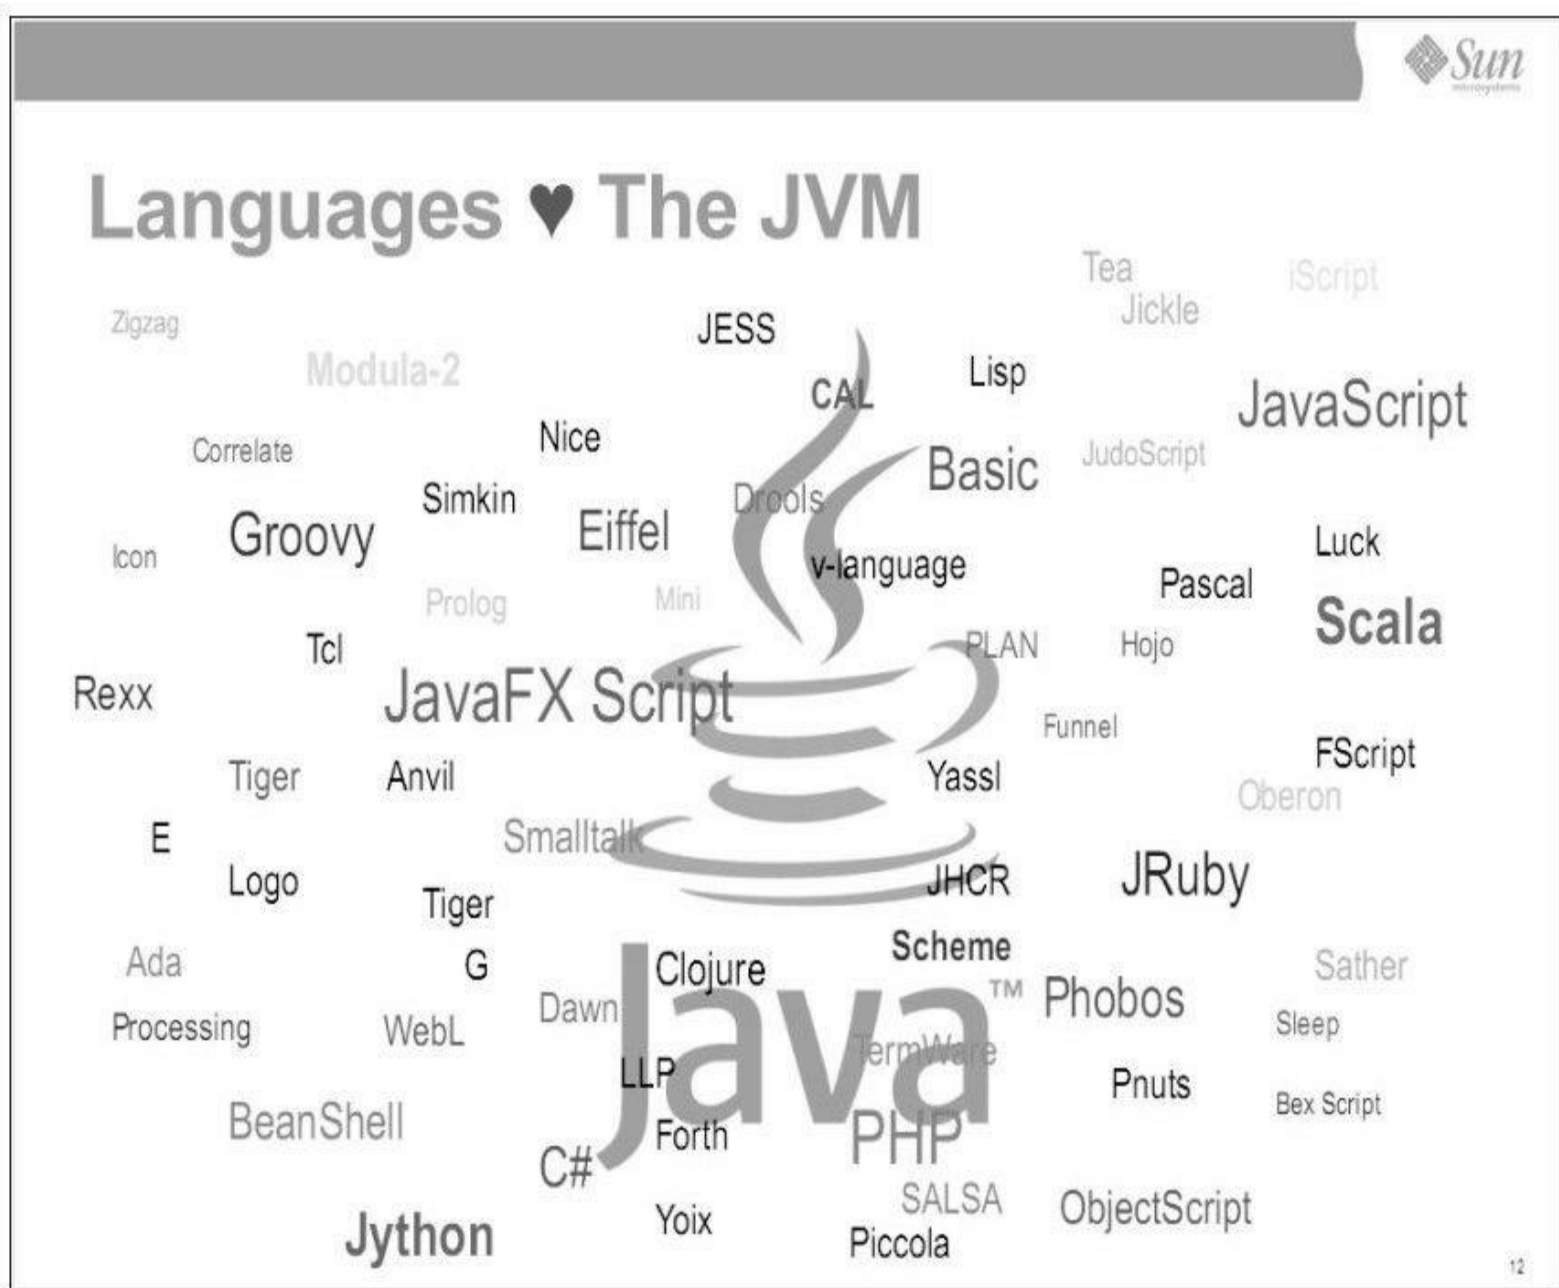 Sun
microsystems
Languages ♥ The JVM
Tea
iScript
Jickle
Zigzag
JESS
Modula-2
Lisp
CAL
JavaScript
Nice
Correlate
JudoScript
Basic
Simkin
Drools
Groovy
Eiffel
Luck
Icon
v-language
Pascal
Prolog
Mini
Scala
Tcl
PLAN
Hojo
Rexx
JavaFX Script
Funnel
FScript
Tiger
Anvil
Yassl
Oberon
E
Smalltalk
Logo
JHCR
JRuby
Tiger
Scheme
Ada
G
Clojure
Sather
Java™
Dawn
Phobos
Processing
WebL
Sleep
TermWare
LLP
Pnuts
Bex Script
BeanShell
Forth
PHP
C#
SALSA
ObjectScript
Yoix
Jython
Piccola
12